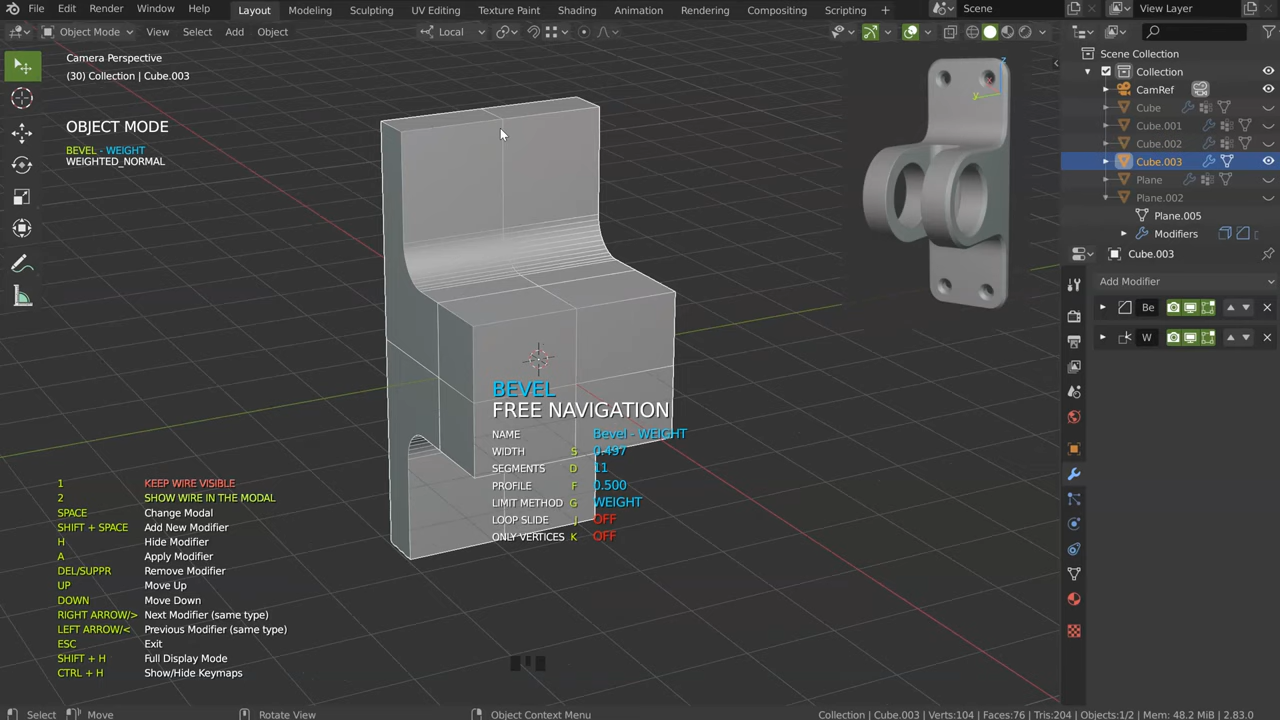 File Edit Render Window Help Layout Modeling Sculpting UV Editing Texture Paint Shading Animation Rendering Compositing Scripting + Scene View Layer
Object Mode View Select Add Object Local
Camera Perspective
(30) Collection | Cube.003
OBJECT MODE
BEVEL - WEIGHT
WEIGHTED_NORMAL
z
x
y
BEVEL
FREE NAVIGATION
NAME Bevel - WEIGHT
WIDTH S 0.497
SEGMENTS D 11
PROFILE F 0.500
LIMIT METHOD G WEIGHT
LOOP SLIDE J OFF
ONLY VERTICES K OFF
1 KEEP WIRE VISIBLE
2 SHOW WIRE IN THE MODAL
SPACE Change Modal
SHIFT + SPACE Add New Modifier
H Hide Modifier
A Apply Modifier
DEL/SUPPR Remove Modifier
UP Move Up
DOWN Move Down
RIGHT ARROW/> Next Modifier (same type)
LEFT ARROW/< Previous Modifier (same type)
ESC Exit
SHIFT + H Full Display Mode
CTRL + H Show/Hide Keymaps
Scene Collection
Collection
CamRef
Cube
Cube.001
Cube.002
Cube.003
Plane
Plane.002
Plane.005
Modifiers
Cube.003
Add Modifier
Be
W
Select Move Rotate View Object Context Menu Collection | Cube.003 | Verts:104 | Faces:76 | Tris:204 | Objects:1/2 | Mem: 48.2 MiB | 2.83.0